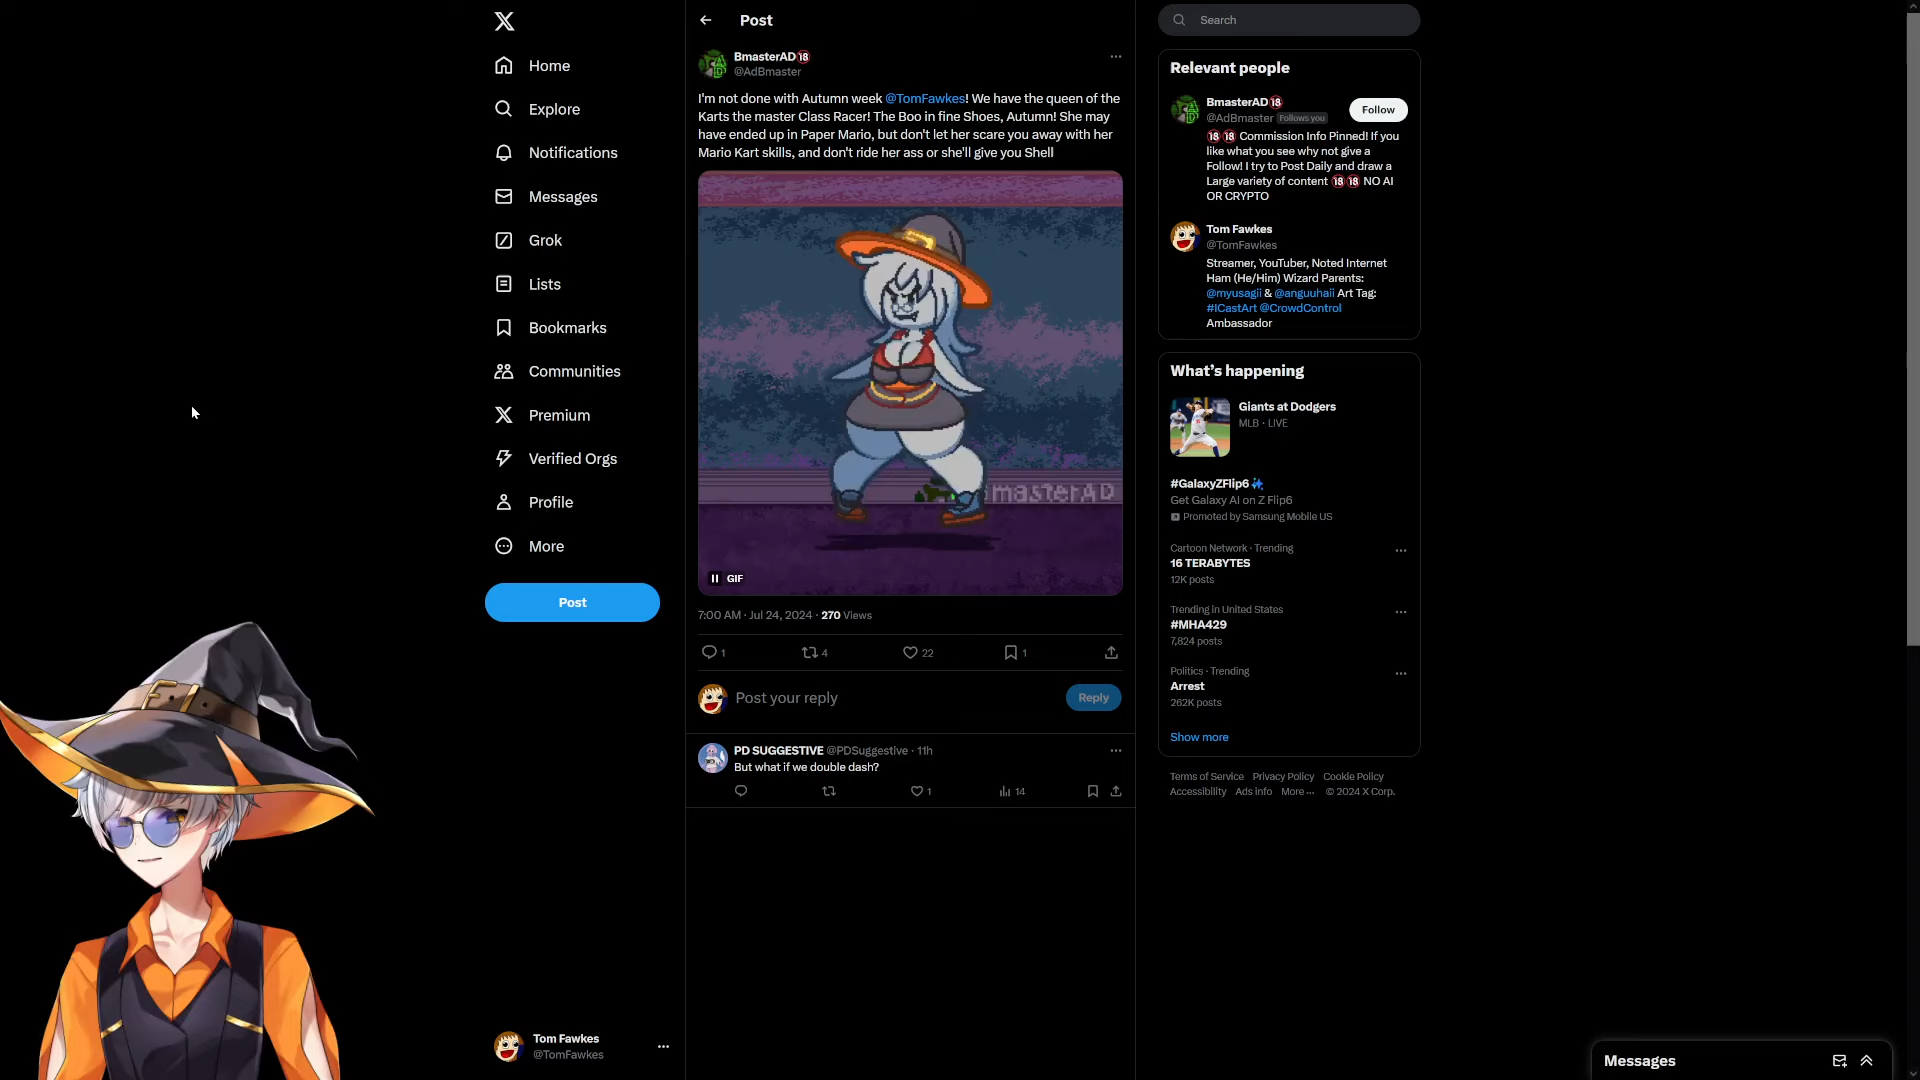 Home
Explore
Notifications
Messages
Grok
Lists
Bookmarks
Communities
Premium
Verified Orgs
Profile
More
Post
Tom Fawkes
@TomFawkes
Post
BmasterAD🔞
@AdBmaster
I'm not done with Autumn week @TomFawkes! We have the queen of the
Karts the master Class Racer! The Boo in fine Shoes, Autumn! She may
have ended up in Paper Mario, but don't let her scare you away with her
Mario Kart skills, and don't ride her ass or she'll give you Shell
masterAD
GIF
7:00 AM · Jul 24, 2024 · 270 Views
1
4
22
1
Post your reply
Reply
PD SUGGESTIVE @PDSuggestive · 11h
But what if we double dash?
1
14
Search
Relevant people
BmasterAD🔞
@AdBmaster Follows you
Follow
🔞🔞 Commission Info Pinned! If you
like what you see why not give a
Follow! I try to Post Daily and draw a
Large variety of content 🔞🔞 NO AI
OR CRYPTO
Tom Fawkes
@TomFawkes
Streamer, YouTuber, Noted Internet
Ham (He/Him) Wizard Parents:
@myusagii & @anguuhaii Art Tag:
#ICastArt @CrowdControl
Ambassador
What's happening
Giants at Dodgers
MLB · LIVE
#GalaxyZFlip6
Get Galaxy AI on Z Flip6
Promoted by Samsung Mobile US
Cartoon Network · Trending
16 TERABYTES
12K posts
Trending in United States
#MHA429
7,824 posts
Politics · Trending
Arrest
262K posts
Show more
Terms of Service Privacy Policy Cookie Policy
Accessibility Ads info More ··· © 2024 X Corp.
Messages